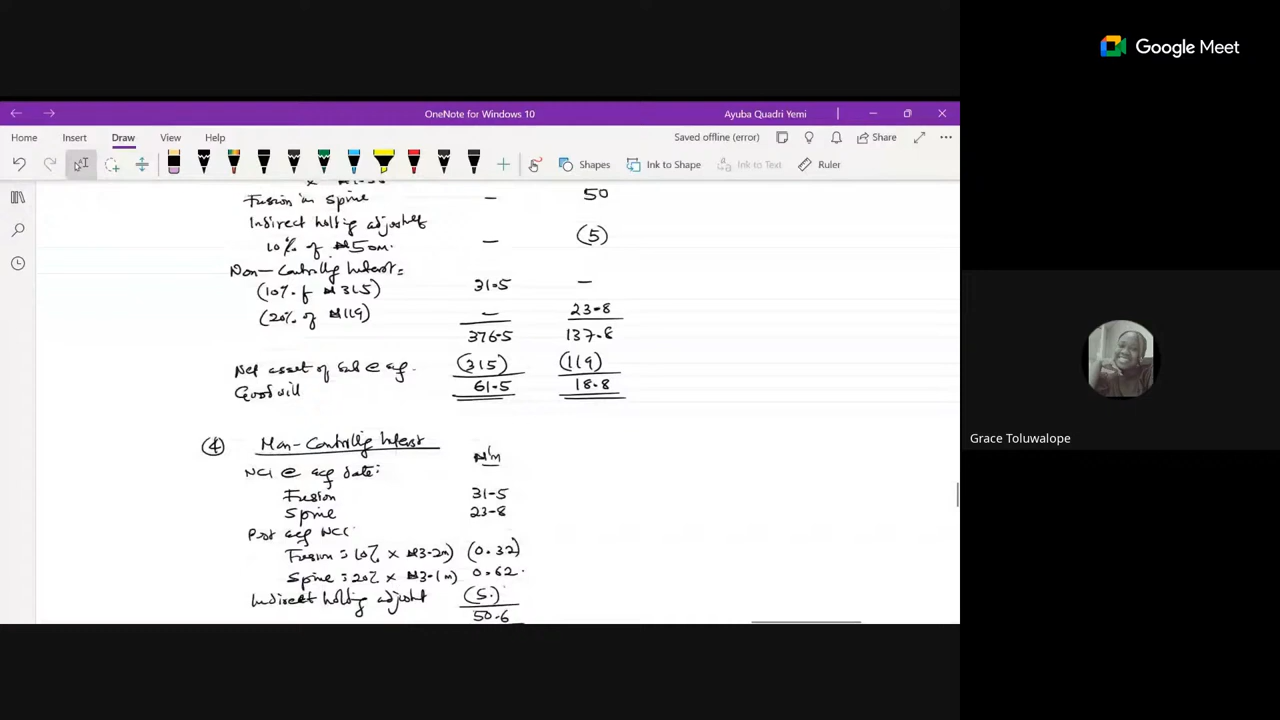 Google Meet
OneNote for Windows 10
Ayuba Quadri Yemi
Home Insert Draw View Help
Saved offline (error)
Share
Shapes
Ink to Shape
Ink to Text
Ruler
Fusion in Spine - 50
Indirect holding adjustment
10% of ₦50m. - (5)
Non-Controlling Interest:
(10% of ₦315) 31.5 -
(20% of ₦119) - 23.8
376.5 137.8
Net asset of sub @ acq. (315) (119)
Goodwill 61.5 18.8
④ Non-Controlling Interest
₦'m
NCI @ acq date:
Fusion 31.5
Spine 23.8
Post acq NCI:
Fusion = 10% × ₦3.2m) (0.32)
Spine = 20% × ₦3.1m) 0.62
Indirect holding adjustmt (5.)
50.6
Grace Toluwalope